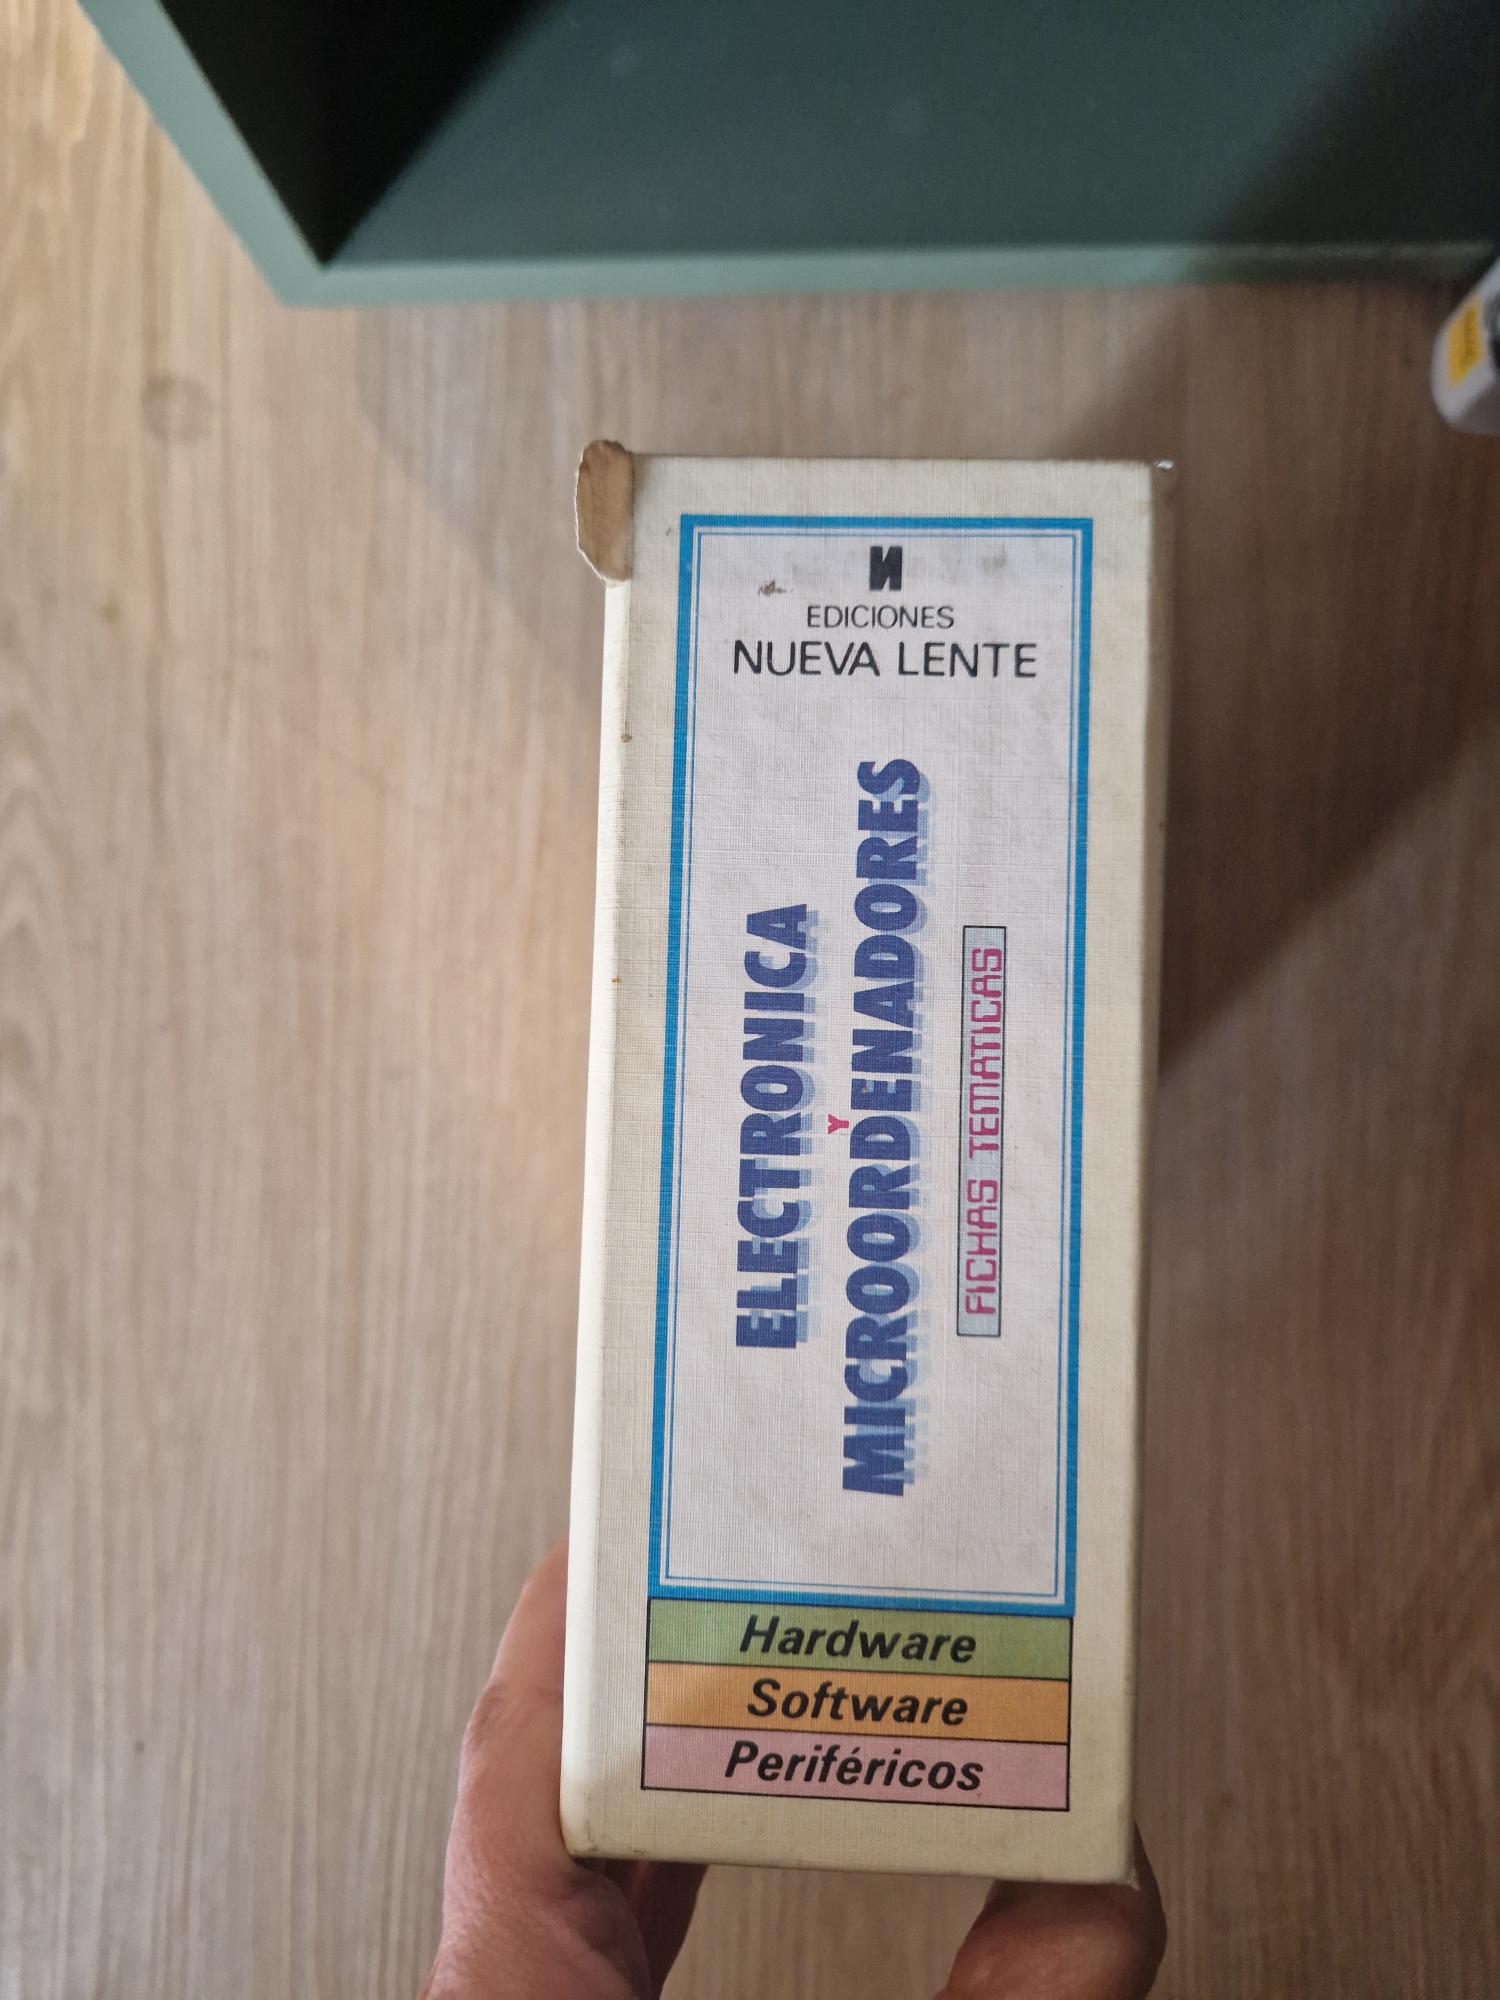 EDICIONES
NUEVA LENTE
ELECTRONICA
Y
MICROORDENADORES
FICHAS TEMATICAS
Hardware
Software
Periféricos